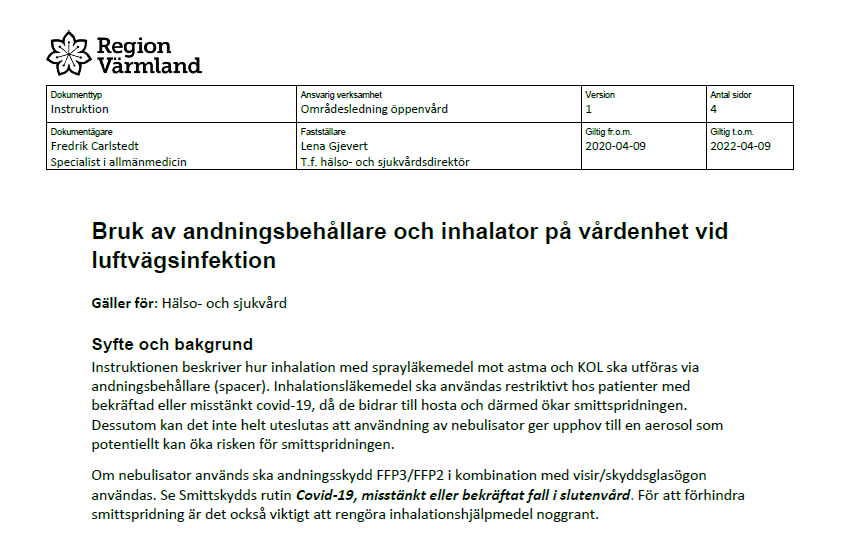 Region
Värmland
Dokumenttyp
Instruktion
Ansvarig verksamhet
Områdesledning öppenvård
Version
1
Antal sidor
4
Dokumentägare
Fredrik Carlstedt
Specialist i allmänmedicin
Fastställare
Lena Gjevert
T.f. hälso- och sjukvårdsdirektör
Giltig fr.o.m.
2020-04-09
Giltig t.o.m.
2022-04-09
Bruk av andningsbehållare och inhalator på vårdenhet vid
luftvägsinfektion
Gäller för: Hälso- och sjukvård
Syfte och bakgrund
Instruktionen beskriver hur inhalation med sprayläkemedel mot astma och KOL ska utföras via
andningsbehållare (spacer). Inhalationsläkemedel ska användas restriktivt hos patienter med
bekräftad eller misstänkt covid-19, då de bidrar till hosta och därmed ökar smittspridningen.
Dessutom kan det inte helt uteslutas att användning av nebulisator ger upphov till en aerosol som
potentiellt kan öka risken för smittspridningen.
Om nebulisator används ska andningsskydd FFP3/FFP2 i kombination med visir/skyddsglasögon
användas. Se Smittskydds rutin Covid-19, misstänkt eller bekräftat fall i slutenvård. För att förhindra
smittspridning är det också viktigt att rengöra inhalationshjälpmedel noggrant.